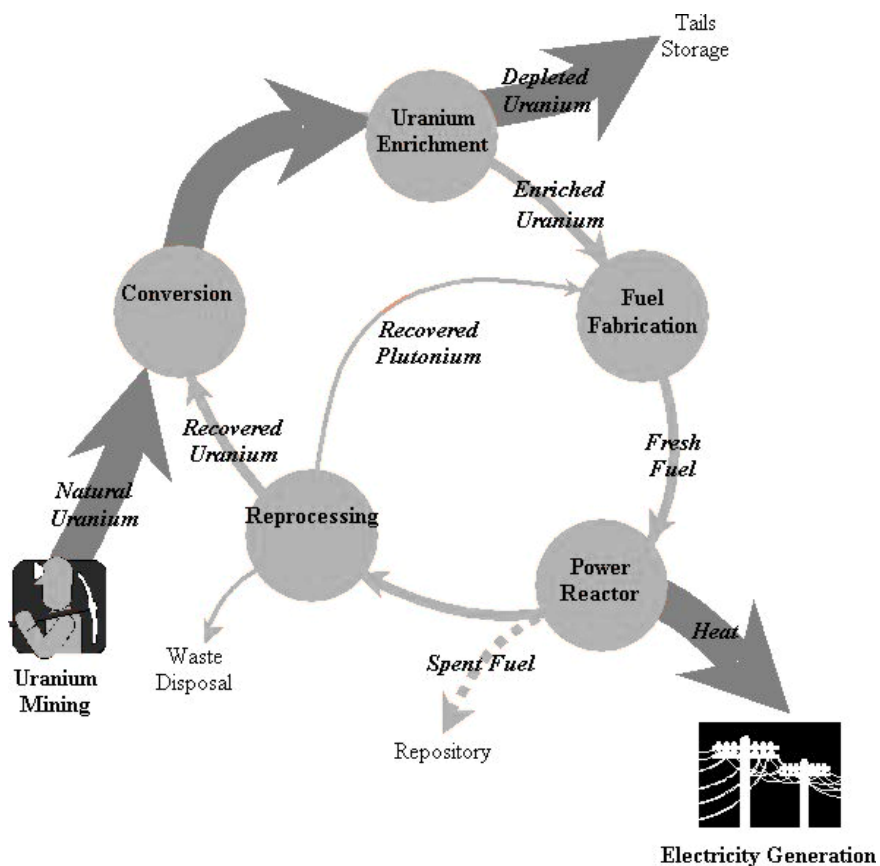 Tails
Storage
Depleted
Uranium
Uranium
Enrichment
Enriched
Uranium
Conversion
Fuel
Fabrication
Recovered
Plutonium
Recovered
Uranium
Fresh
Fuel
Natural
Uranium
Reprocessing
Power
Reactor
Heat
Waste
Disposal
Spent Fuel
Uranium
Mining
Repository
Electricity Generation